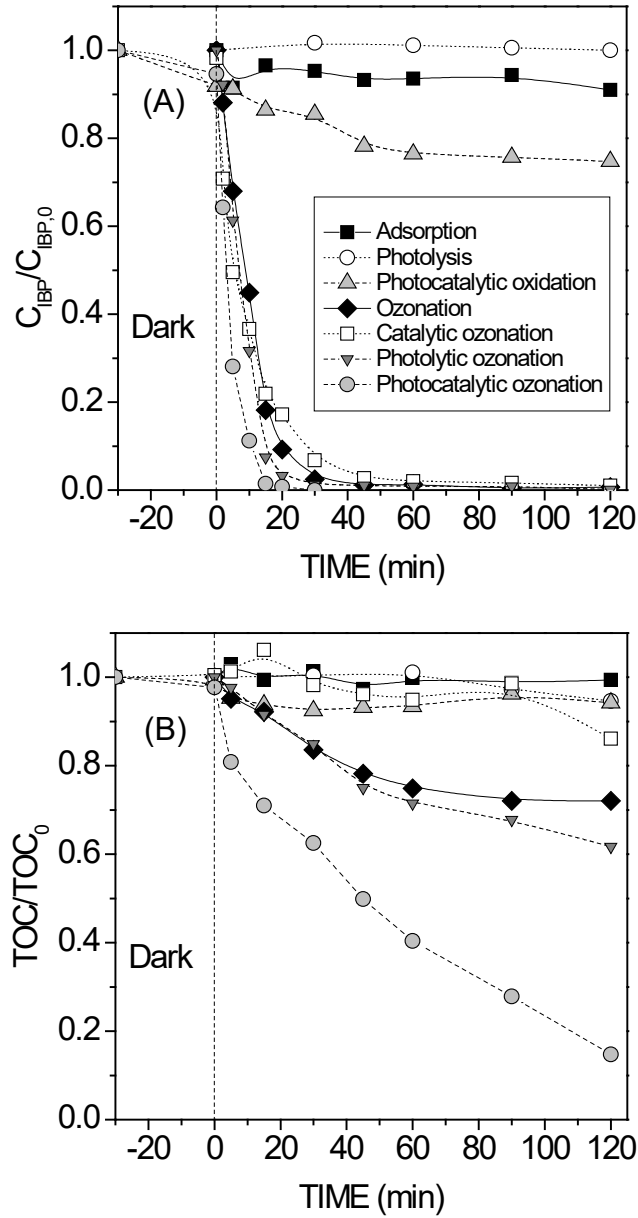 1.0
0.8
0.6
0.4
0.2
0.0
C_IBP/C_IBP,0
(A)
Dark
Adsorption
Photolysis
Photocatalytic oxidation
Ozonation
Catalytic ozonation
Photolytic ozonation
Photocatalytic ozonation
-20 0 20 40 60 80 100 120
TIME (min)
1.0
0.8
0.6
0.4
0.2
0.0
TOC/TOC_0
(B)
Dark
-20 0 20 40 60 80 100 120
TIME (min)